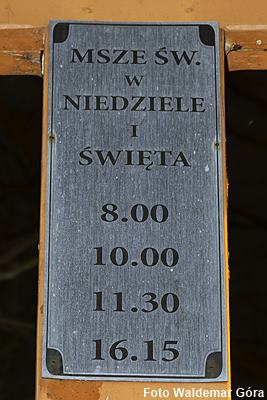 MSZE ŚW.
W
NIEDZIELE
I
ŚWIĘTA
8.00
10.00
11.30
16.15
Foto Waldemar Góra